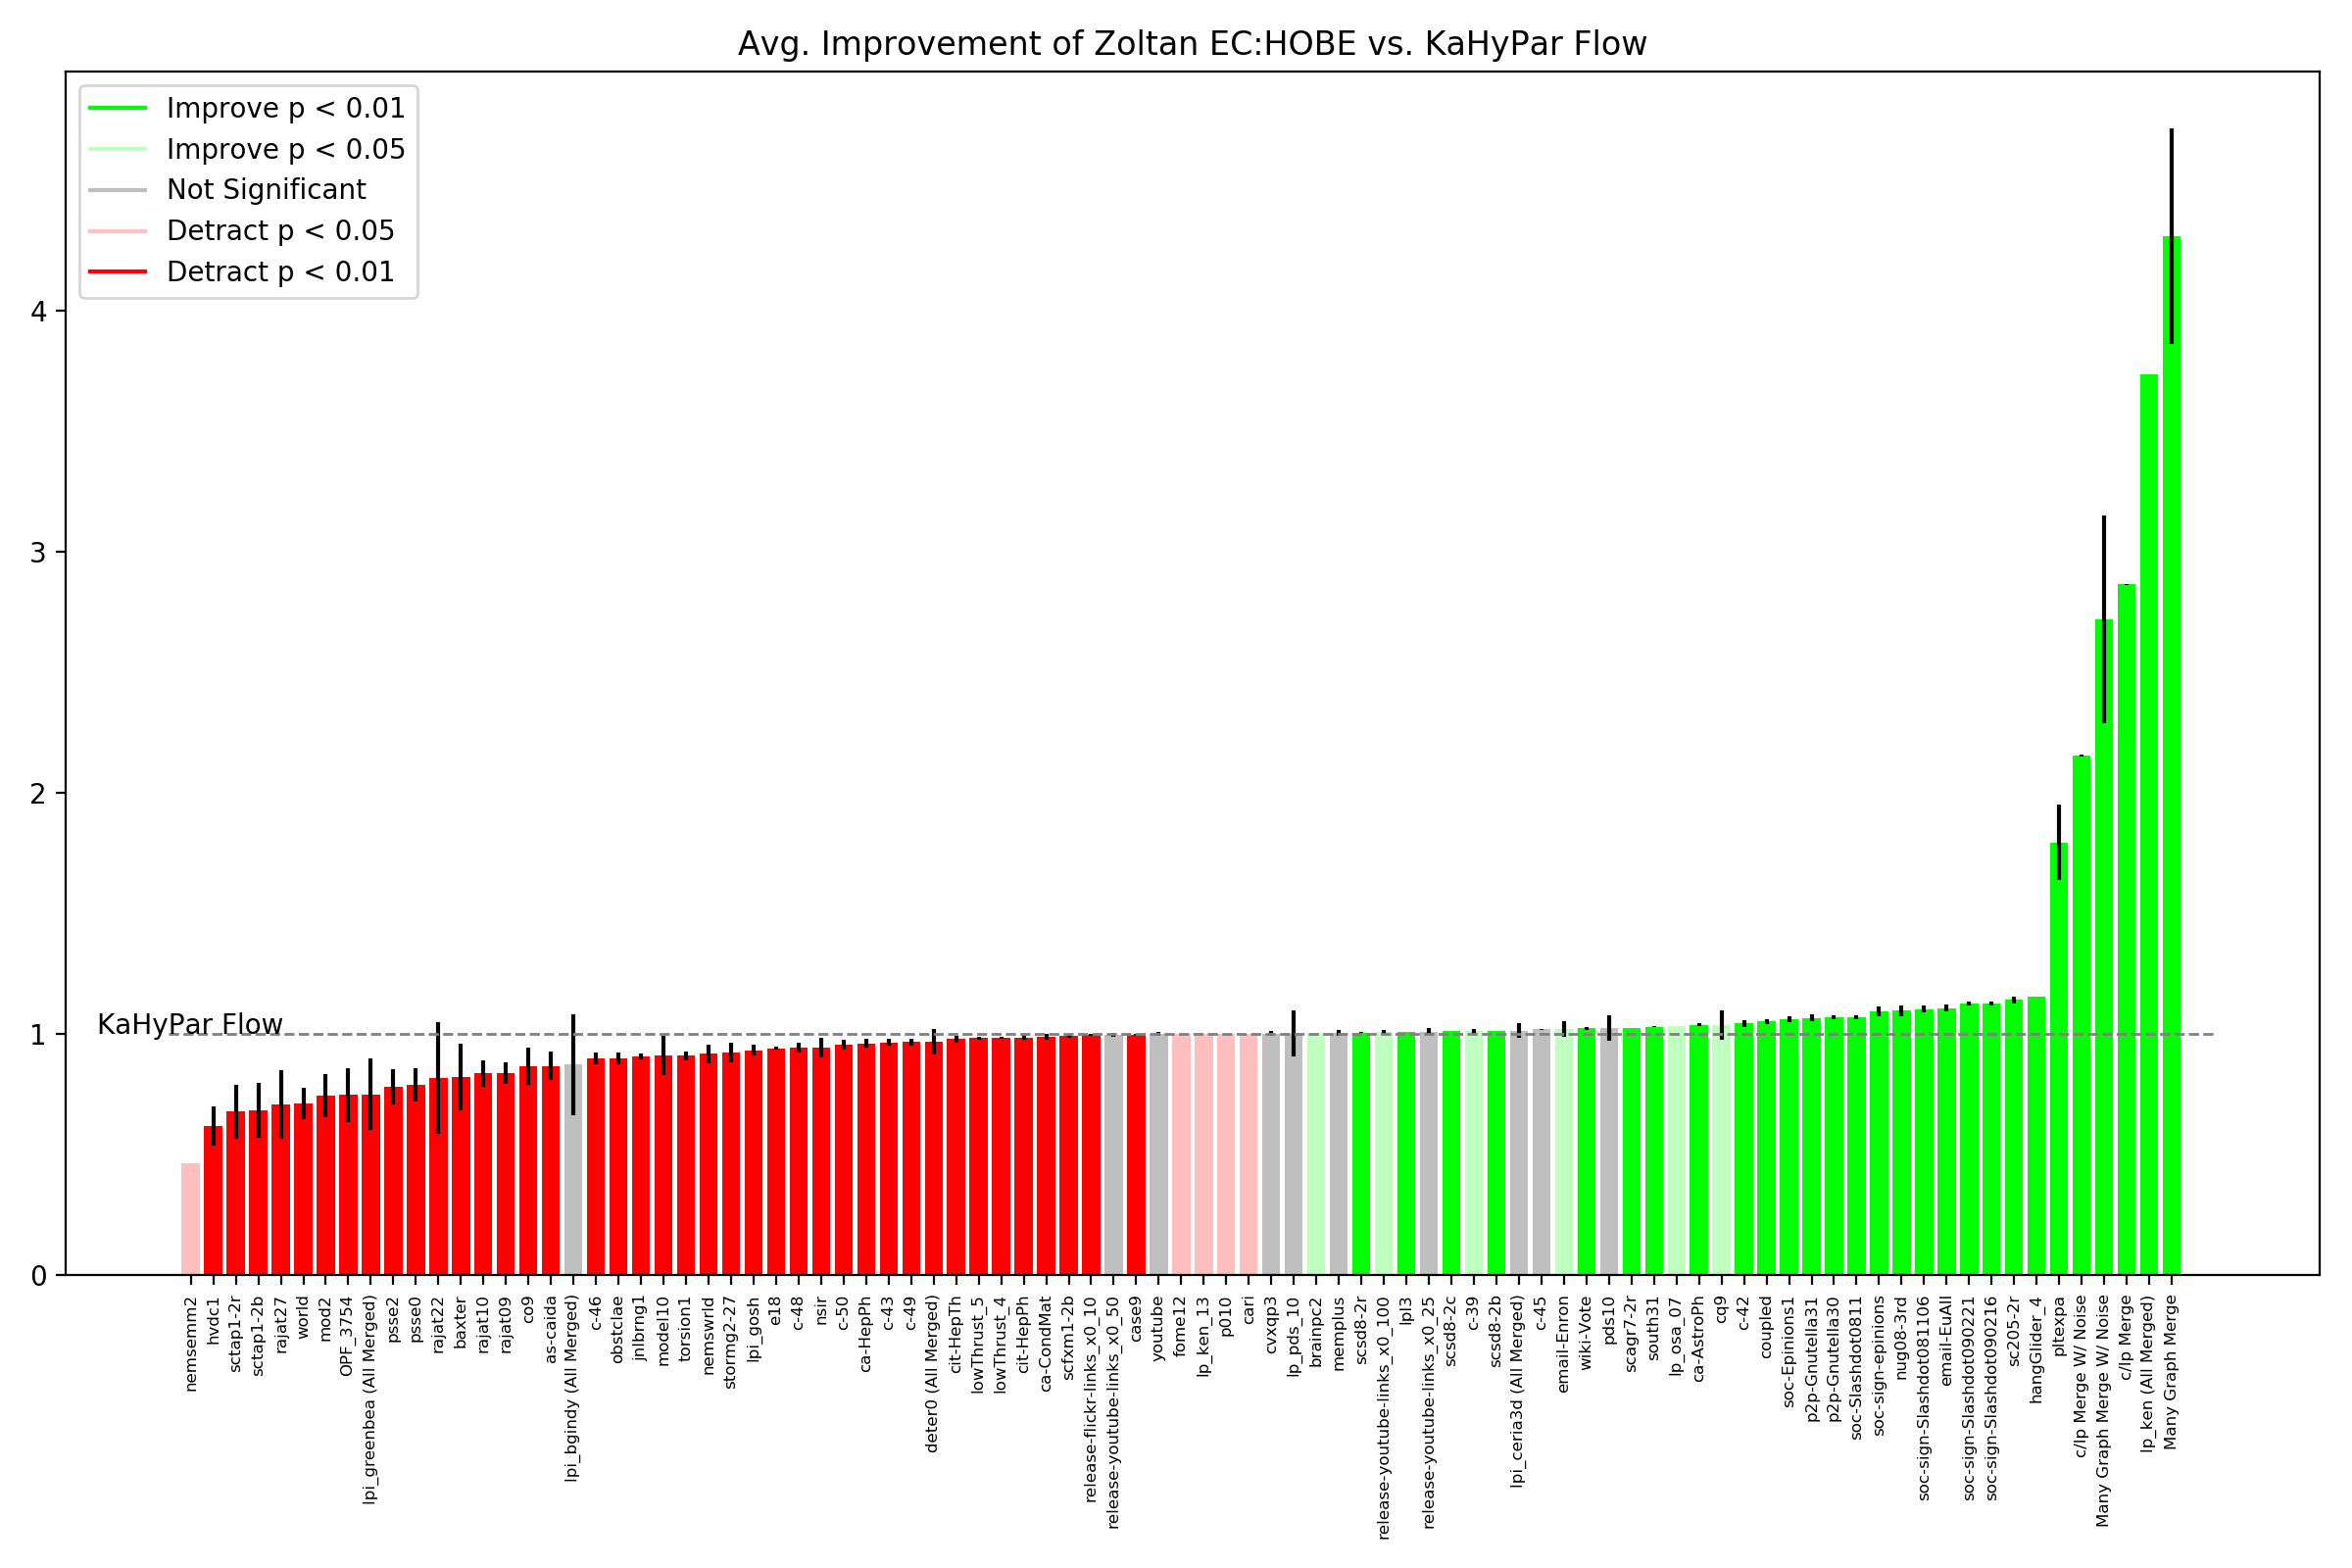 Avg. Improvement of Zoltan EC:HOBE vs. KaHyPar Flow
Improve p < 0.01
Improve p < 0.05
Not Significant
Detract p < 0.05
Detract p < 0.01
4
3
2
1
0
KaHyPar Flow
nemsemm2
hvdc1
sctap1-2r
sctap1-2b
rajat27
world
mod2
OPF_3754
lpi_greenbea (All Merged)
psse2
psse0
rajat22
baxter
rajat10
rajat09
co9
as-caida
lpi_bgindy (All Merged)
c-46
obstclae
jnlbrng1
model10
torsion1
nemswrld
stormg2-27
lpi_gosh
e18
c-48
nsir
c-50
ca-HepPh
c-43
c-49
deter0 (All Merged)
cit-HepTh
lowThrust_5
lowThrust_4
cit-HepPh
ca-CondMat
scfxm1-2b
release-flickr-links_x0_10
release-youtube-links_x0_50
case9
youtube
fome12
lp_ken_13
p010
cari
cvxqp3
lp_pds_10
brainpc2
memplus
scsd8-2r
release-youtube-links_x0_100
lpl3
release-youtube-links_x0_25
scsd8-2c
c-39
scsd8-2b
lpi_ceria3d (All Merged)
c-45
email-Enron
wiki-Vote
pds10
scagr7-2r
south31
lp_osa_07
ca-AstroPh
cq9
c-42
coupled
soc-Epinions1
p2p-Gnutella31
p2p-Gnutella30
soc-Slashdot0811
soc-sign-epinions
nug08-3rd
soc-sign-Slashdot081106
email-EuAll
soc-sign-Slashdot090221
soc-sign-Slashdot090216
sc205-2r
hangGlider_4
pltexpa
c/lp Merge W/ Noise
Many Graph Merge W/ Noise
c/lp Merge
lp_ken (All Merged)
Many Graph Merge